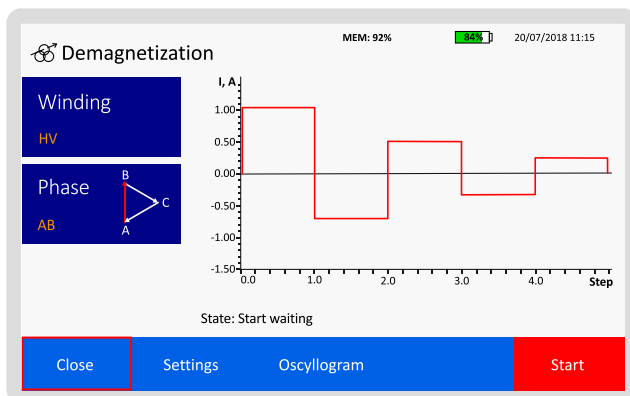 MEM: 92% 84% 20/07/2018 11:15
Demagnetization
Winding
HV
Phase
AB
B
C
A
I, A
1.00
0.50
0.00
-0.50
-1.00
-1.50
0.0 1.0 2.0 3.0 4.0 Step
State: Start waiting
Close Settings Oscyllogram Start